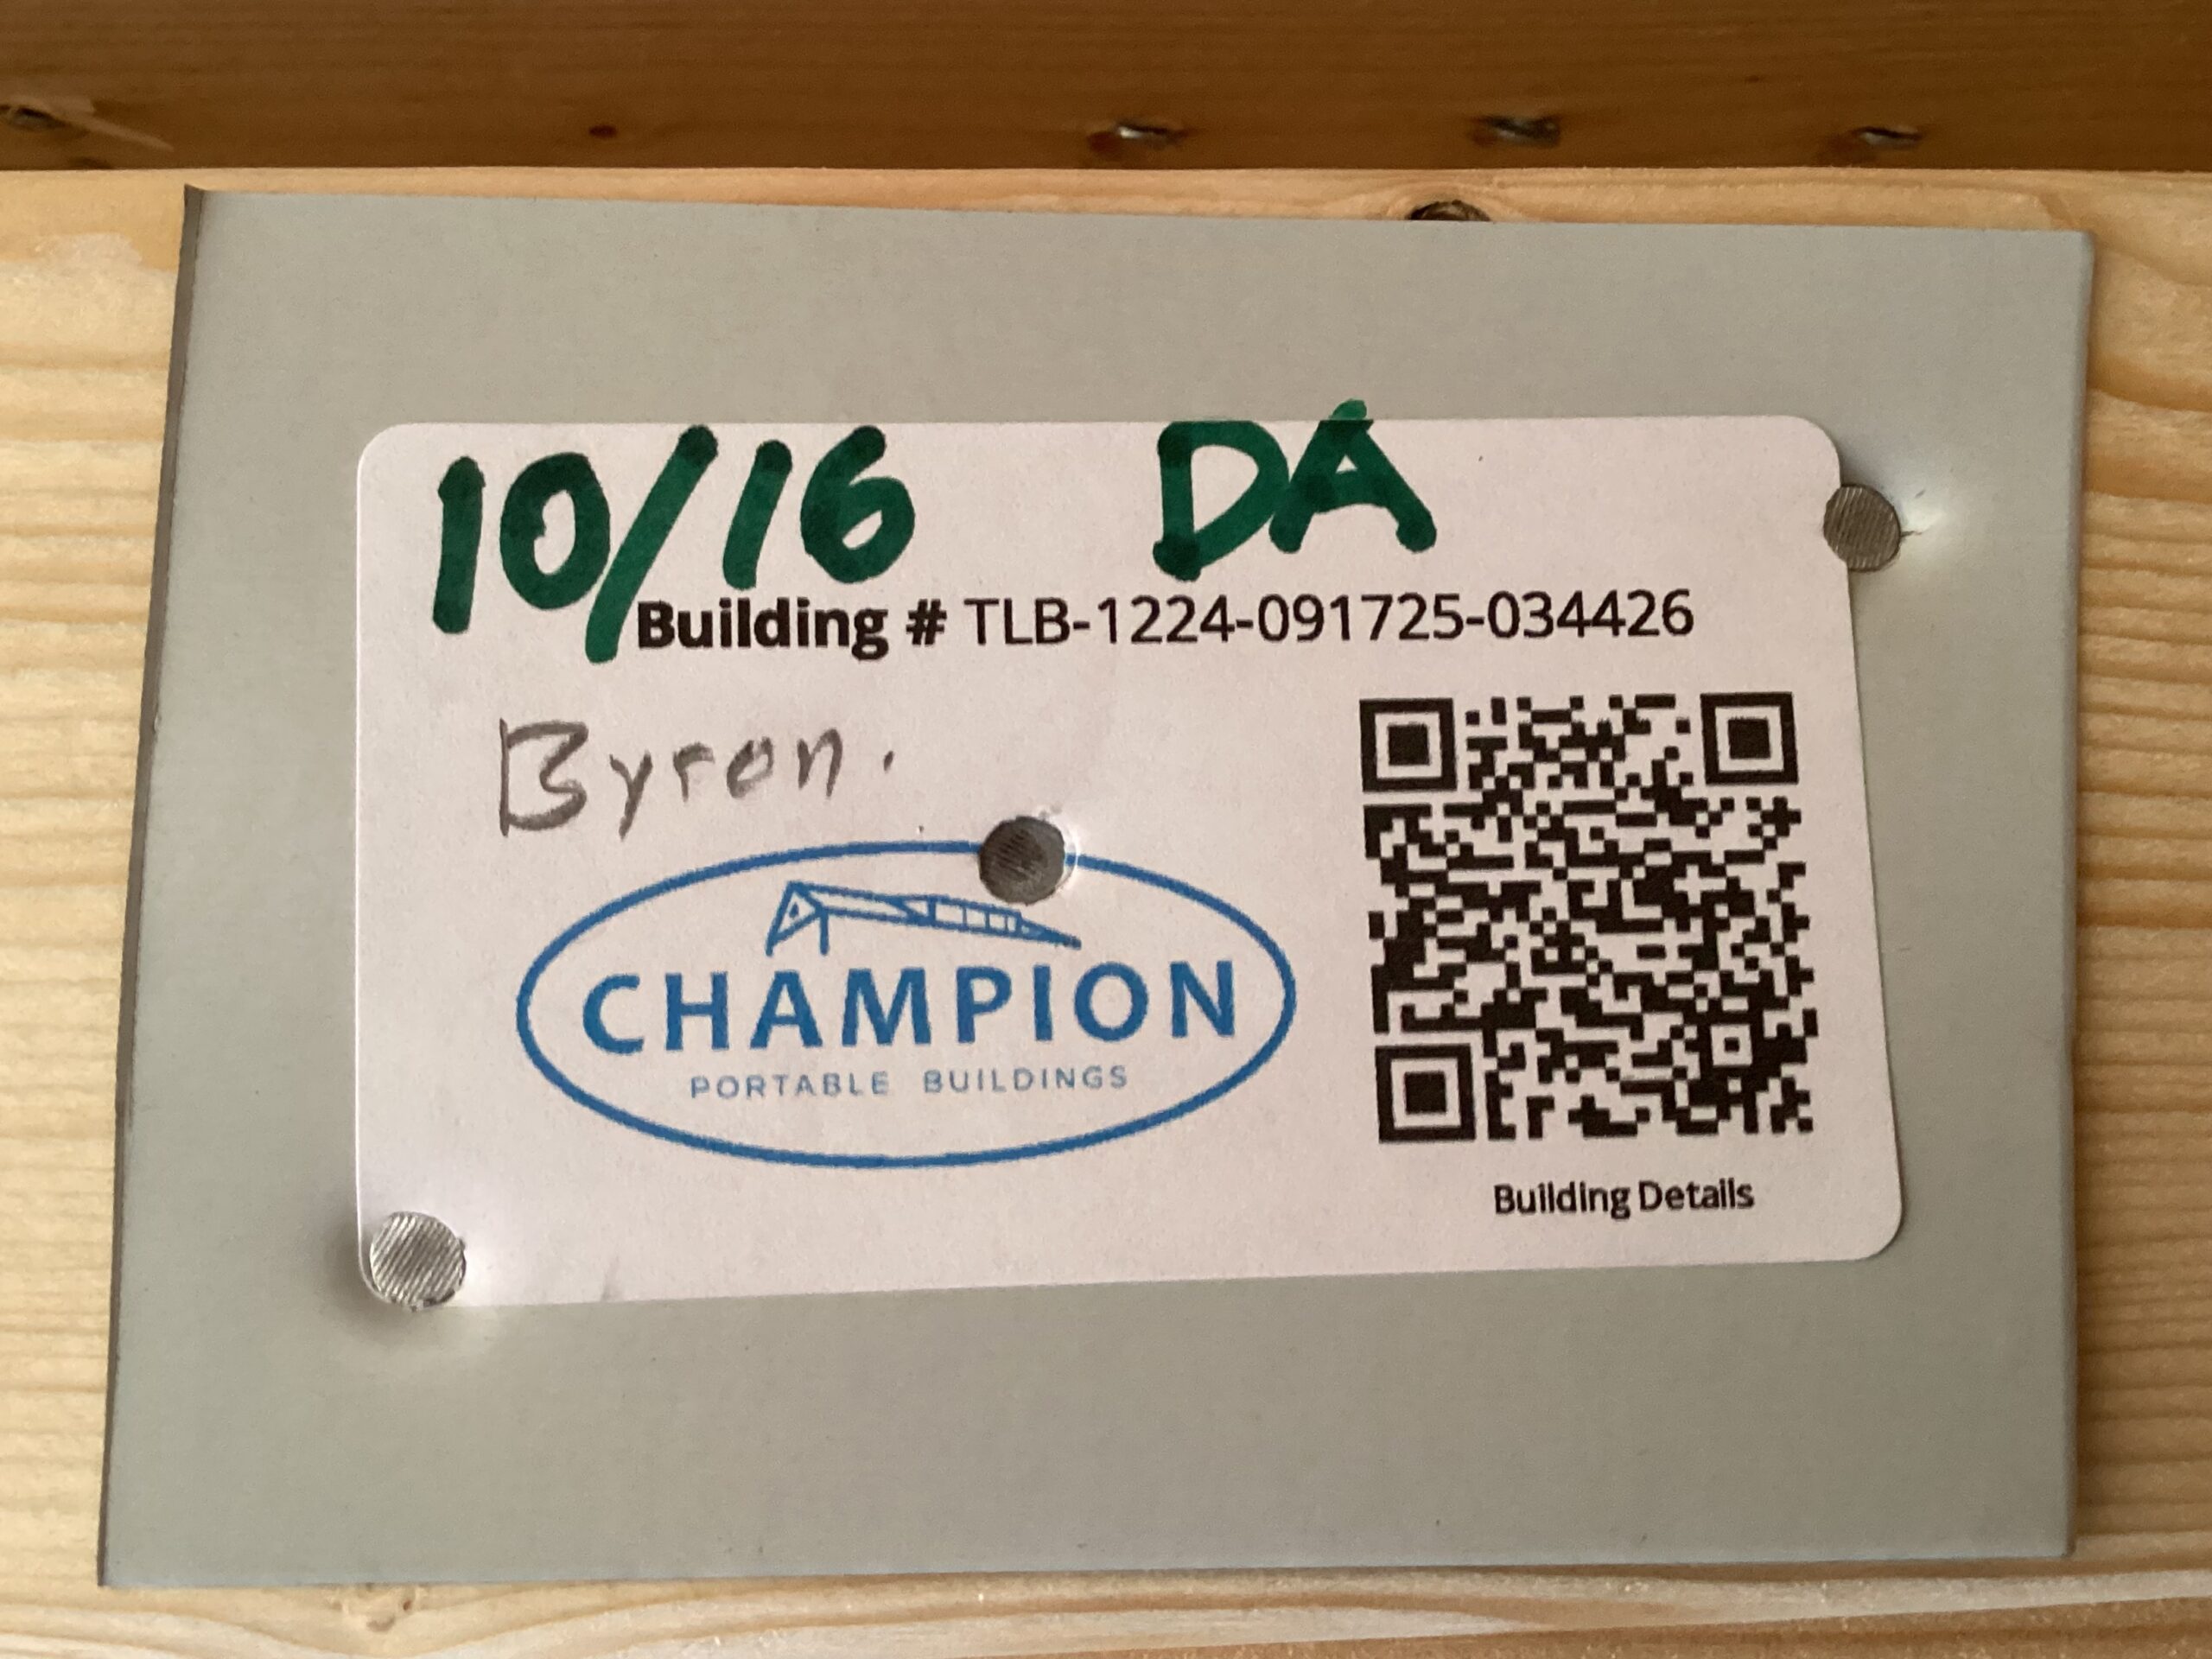 10/16 DA
Building # TLB-1224-091725-034426
Byron.
CHAMPION
PORTABLE BUILDINGS
Building Details